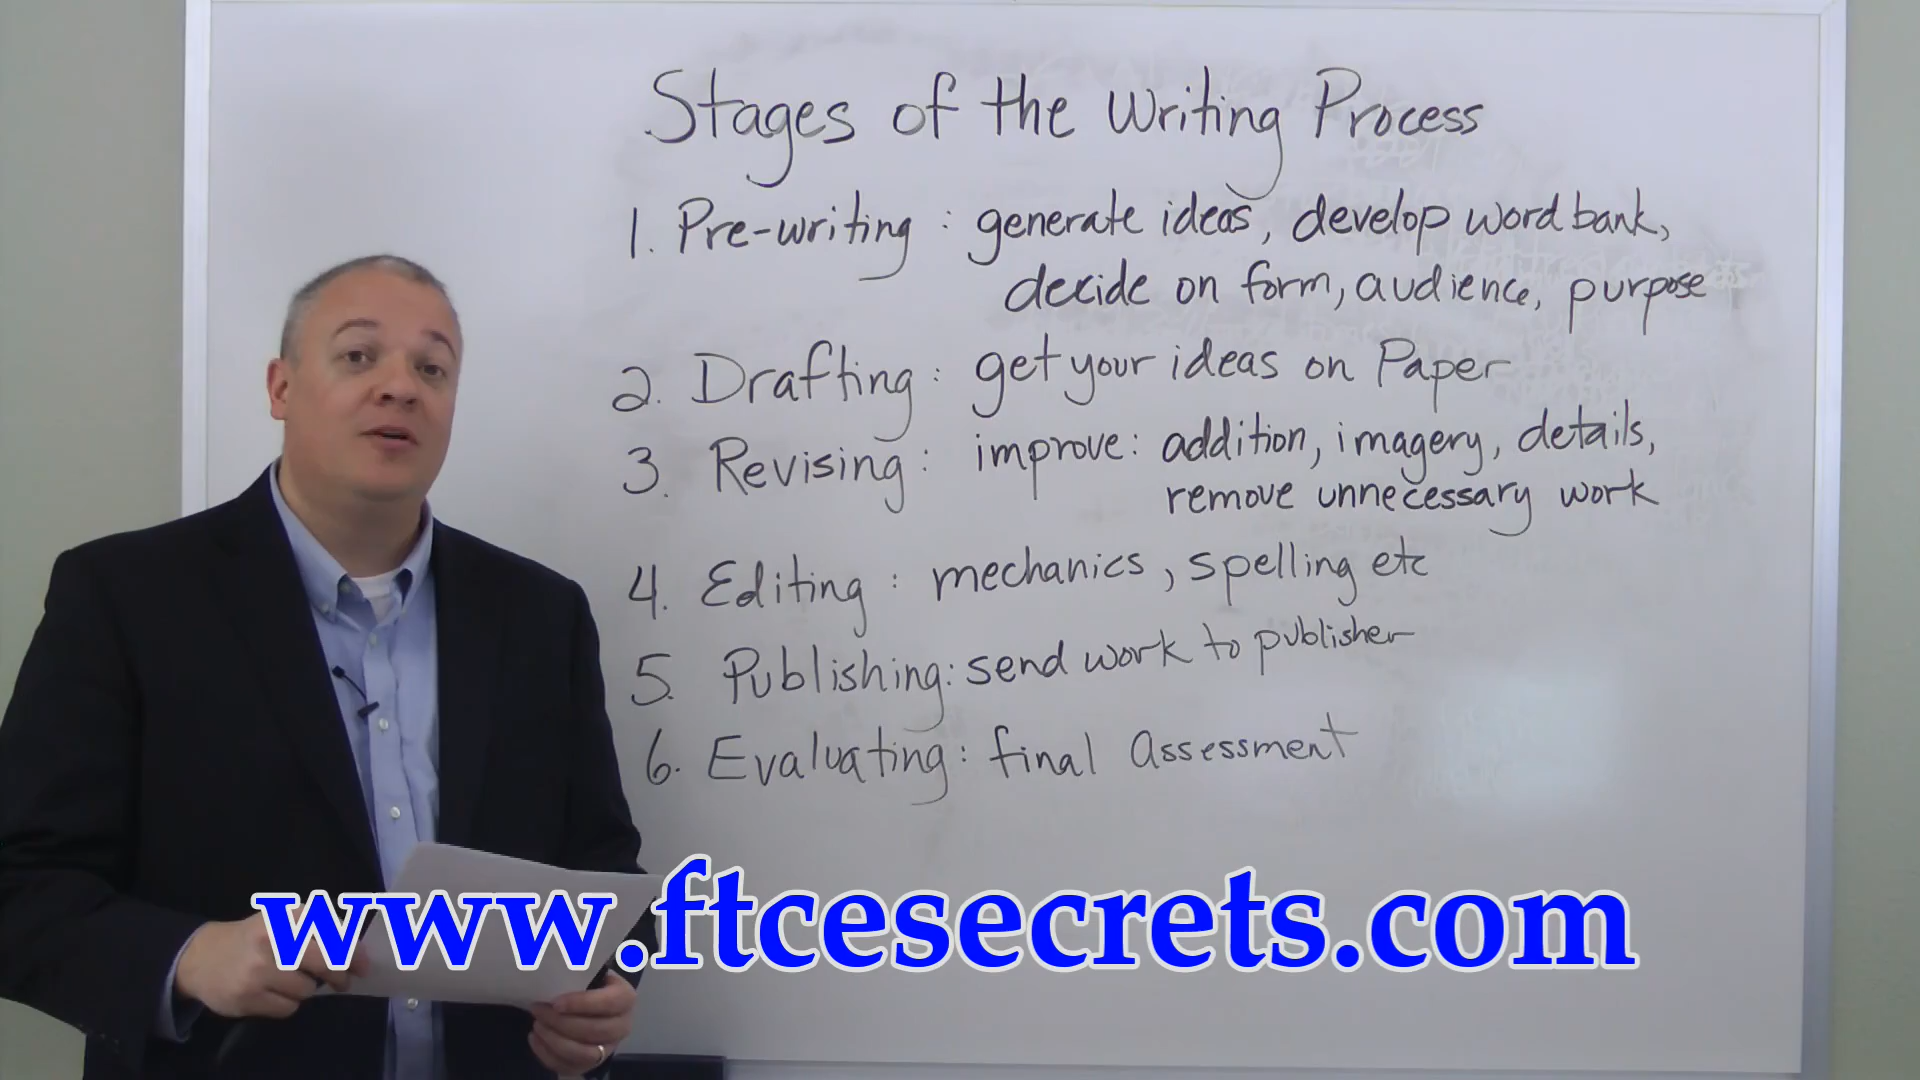 Stages of the Writing Process
1. Pre-writing : generate ideas, develop word bank,
decide on form, audience, purpose
2. Drafting : get your ideas on Paper
3. Revising : improve: addition, imagery, details,
remove unnecessary work
4. Editing : mechanics, spelling etc
5. Publishing: send work to publisher
6. Evaluating: final Assessment
www.ftcesecrets.com